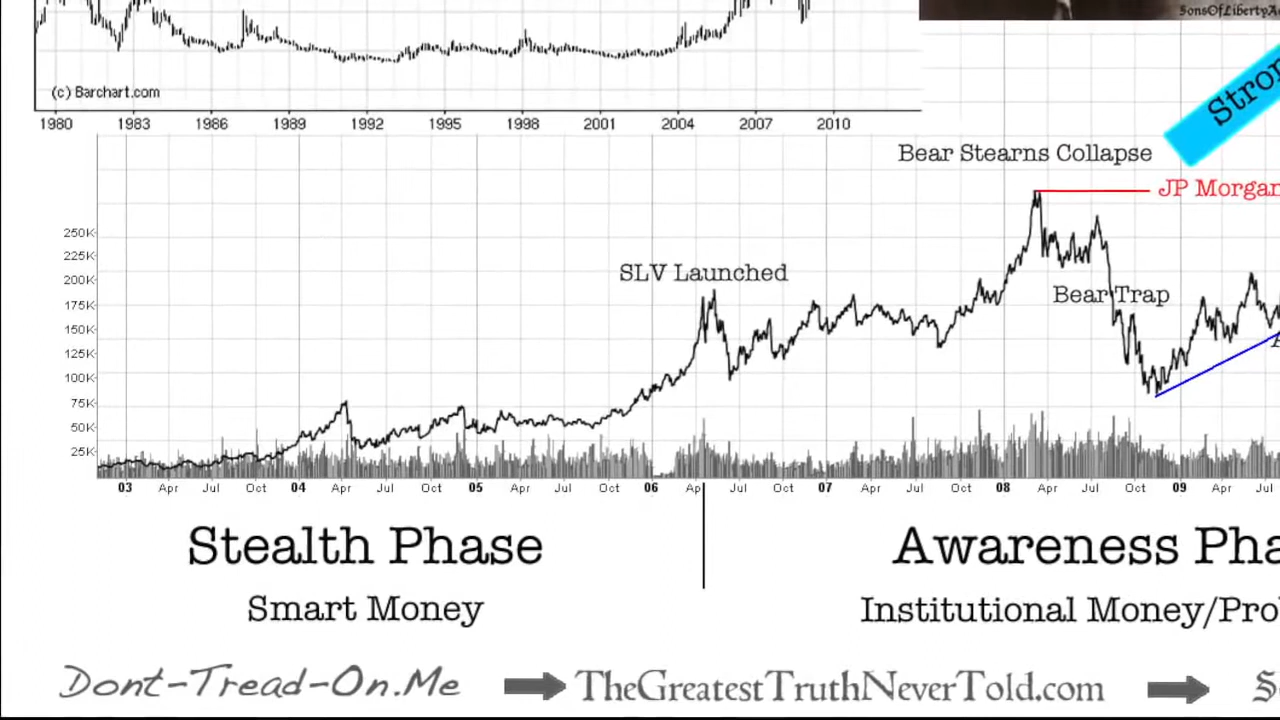 SonsOfLibertyA
Stron
(c) Barchart.com
1980 1983 1986 1989 1992 1995 1998 2001 2004 2007 2010
Bear Stearns Collapse
JP Morgan
250K
225K
SLV Launched
200K
Bear Trap
175K
150K
125K
100K
75K
50K
25K
03 Apr Jul Oct 04 Apr Jul Oct 05 Apr Jul Oct 06 Ap Jul Oct 07 Apr Jul Oct 08 Apr Jul Oct 09 Apr Jul
Stealth Phase
Awareness Pha
Smart Money
Institutional Money/Pro
Dont-Tread-On.Me
TheGreatestTruthNeverTold.com
S